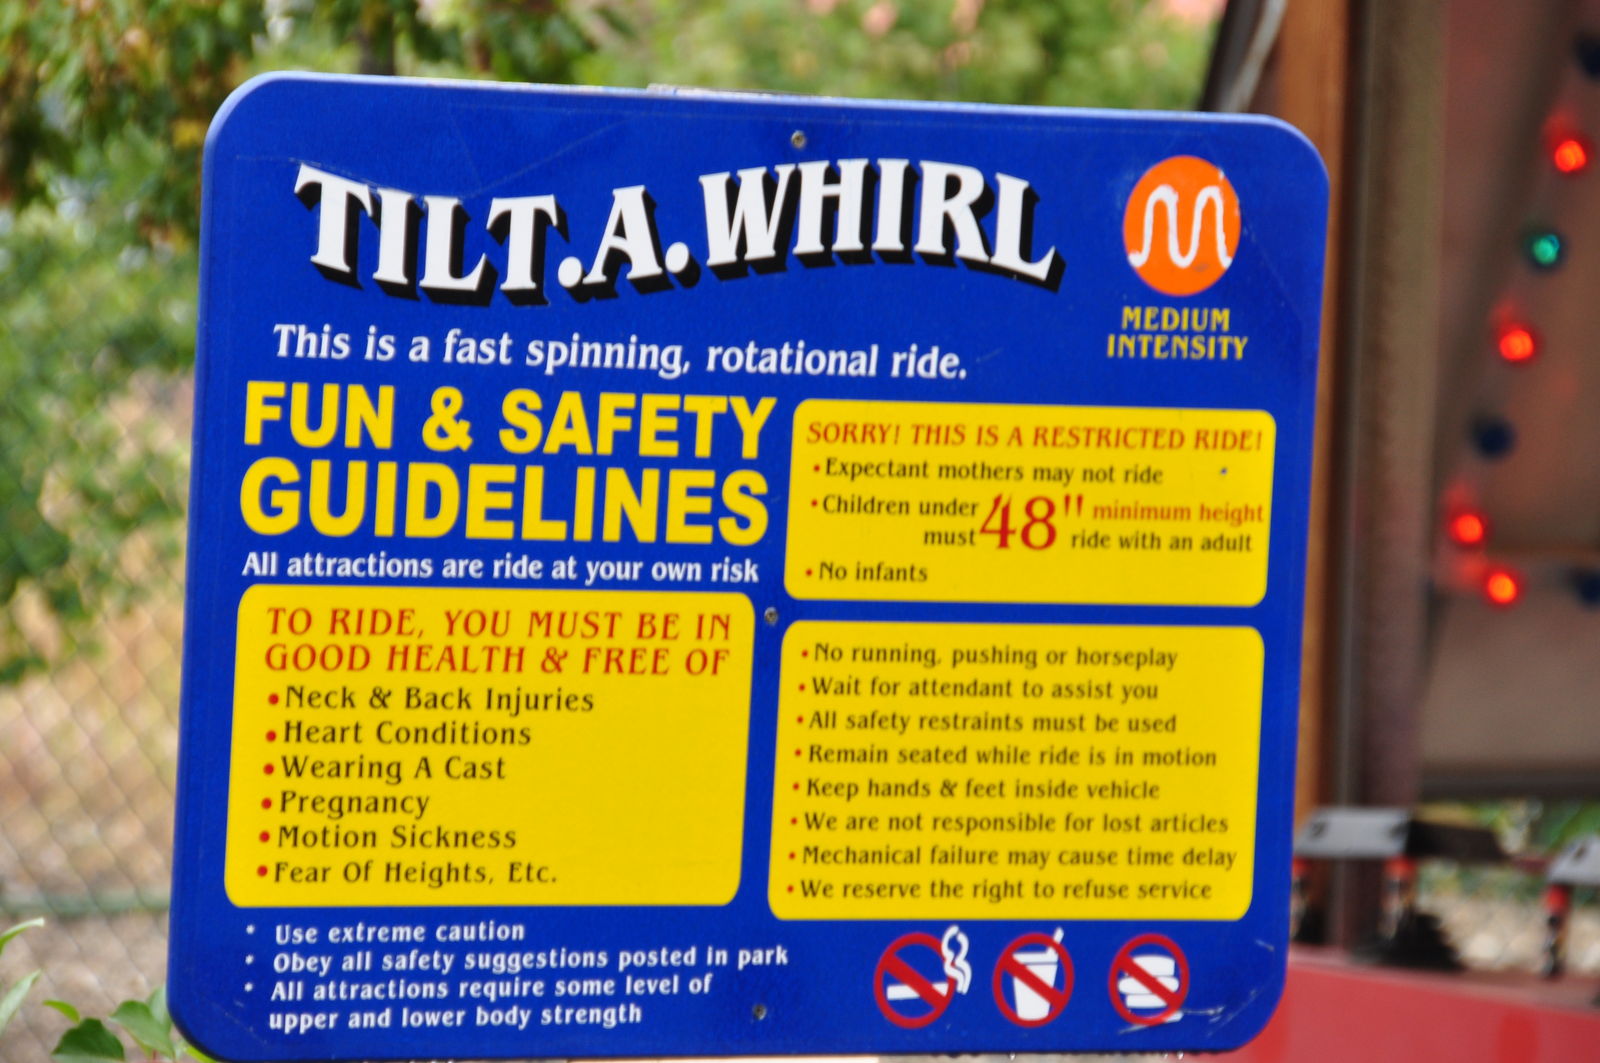 TILT.A.WHIRL
MEDIUM
INTENSITY
This is a fast spinning, rotational ride.
FUN & SAFETY
GUIDELINES
All attractions are ride at your own risk
SORRY! THIS IS A RESTRICTED RIDE!
•Expectant mothers may not ride
•Children under 48" minimum height
must ride with an adult
•No infants
TO RIDE, YOU MUST BE IN
GOOD HEALTH & FREE OF
•Neck & Back Injuries
•Heart Conditions
•Wearing A Cast
•Pregnancy
•Motion Sickness
•Fear Of Heights, Etc.
•No running, pushing or horseplay
•Wait for attendant to assist you
•All safety restraints must be used
•Remain seated while ride is in motion
•Keep hands & feet inside vehicle
•We are not responsible for lost articles
•Mechanical failure may cause time delay
•We reserve the right to refuse service
* Use extreme caution
* Obey all safety suggestions posted in park
* All attractions require some level of
upper and lower body strength